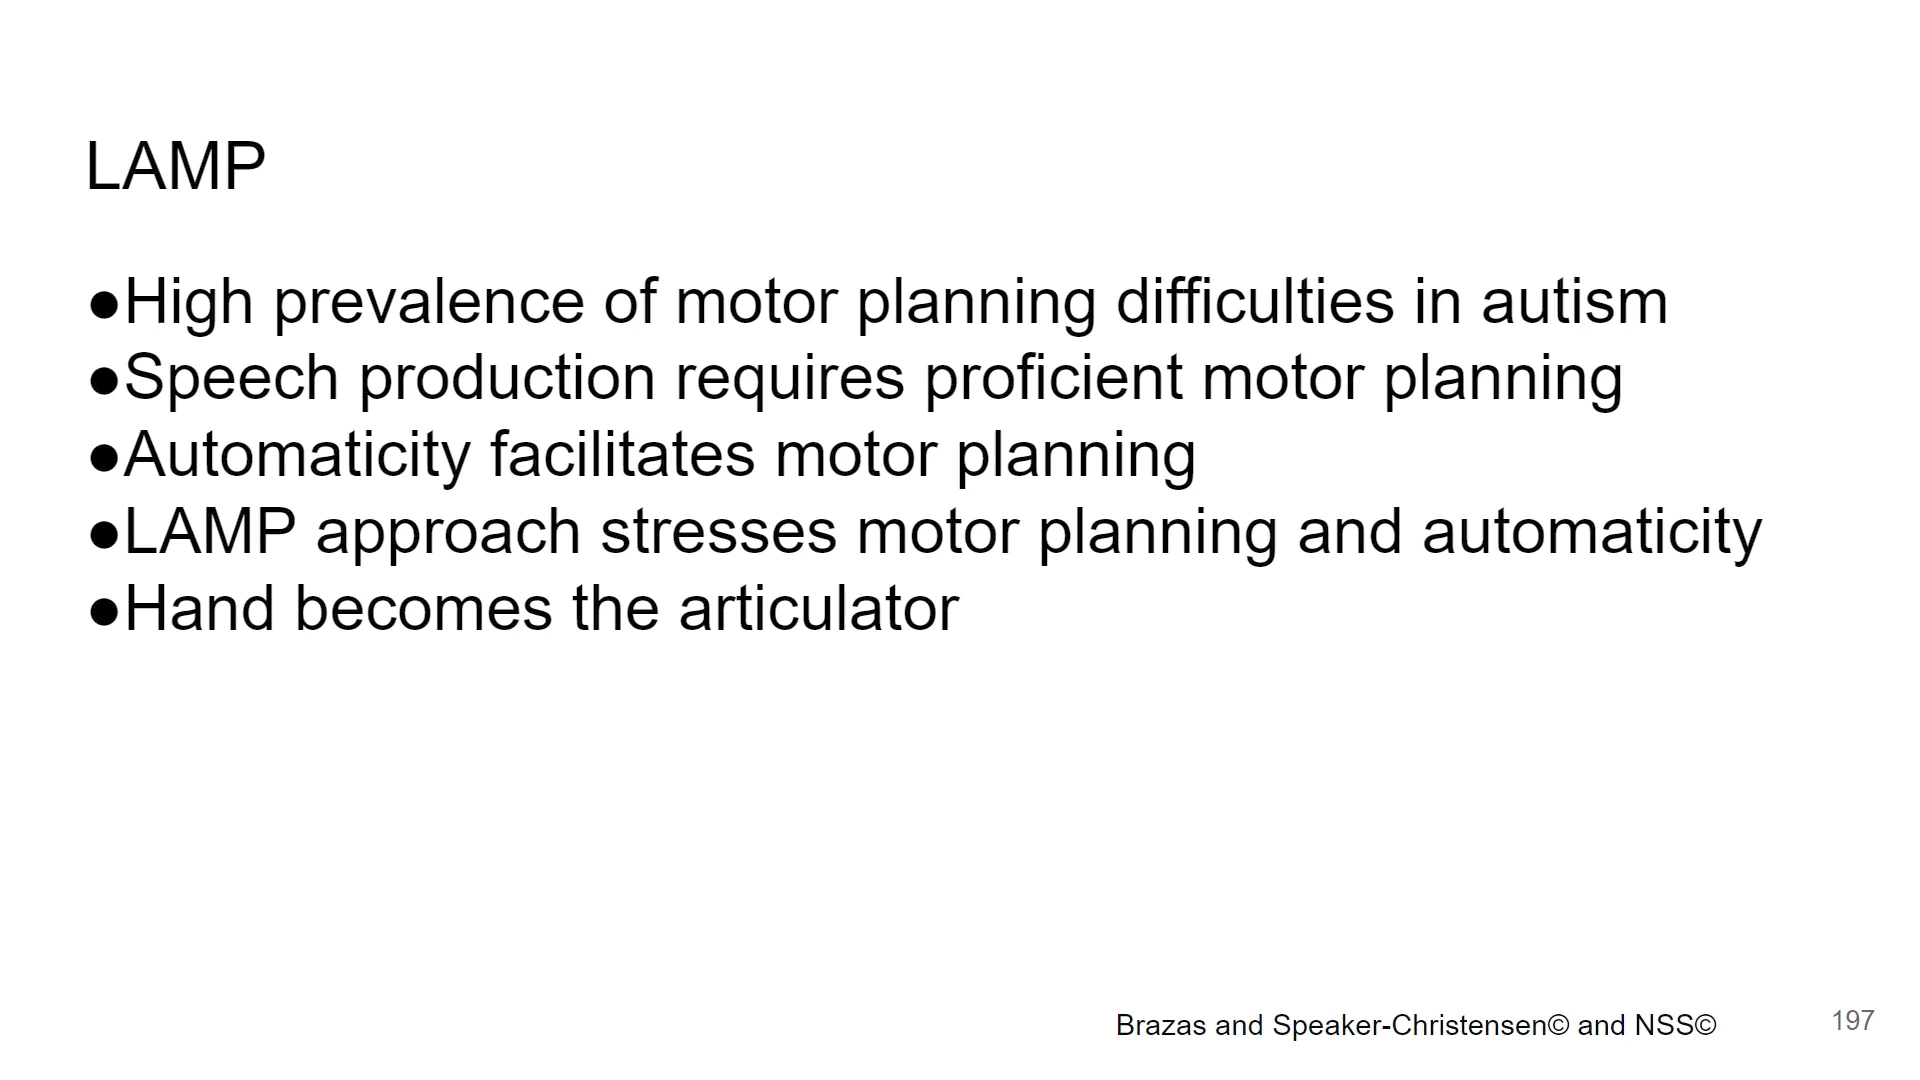 LAMP
●High prevalence of motor planning difficulties in autism
●Speech production requires proficient motor planning
●Automaticity facilitates motor planning
●LAMP approach stresses motor planning and automaticity
●Hand becomes the articulator
Brazas and Speaker-Christensen© and NSS©
197